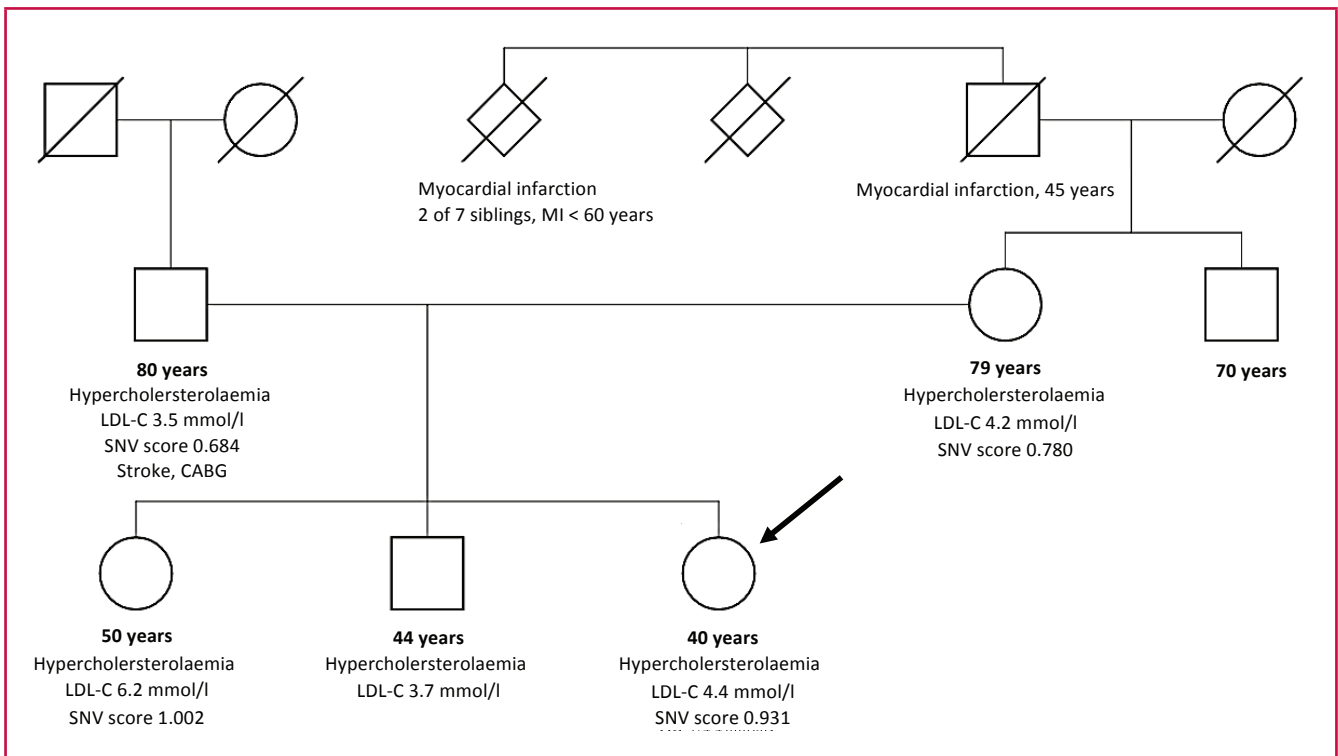 Myocardial infarction
2 of 7 siblings, MI < 60 years
Myocardial infarction, 45 years
80 years
Hypercholersterolaemia
LDL-C 3.5 mmol/l
SNV score 0.684
Stroke, CABG
79 years
Hypercholersterolaemia
LDL-C 4.2 mmol/l
SNV score 0.780
70 years
50 years
Hypercholersterolaemia
LDL-C 6.2 mmol/l
SNV score 1.002
44 years
Hypercholersterolaemia
LDL-C 3.7 mmol/l
40 years
Hypercholersterolaemia
LDL-C 4.4 mmol/l
SNV score 0.931